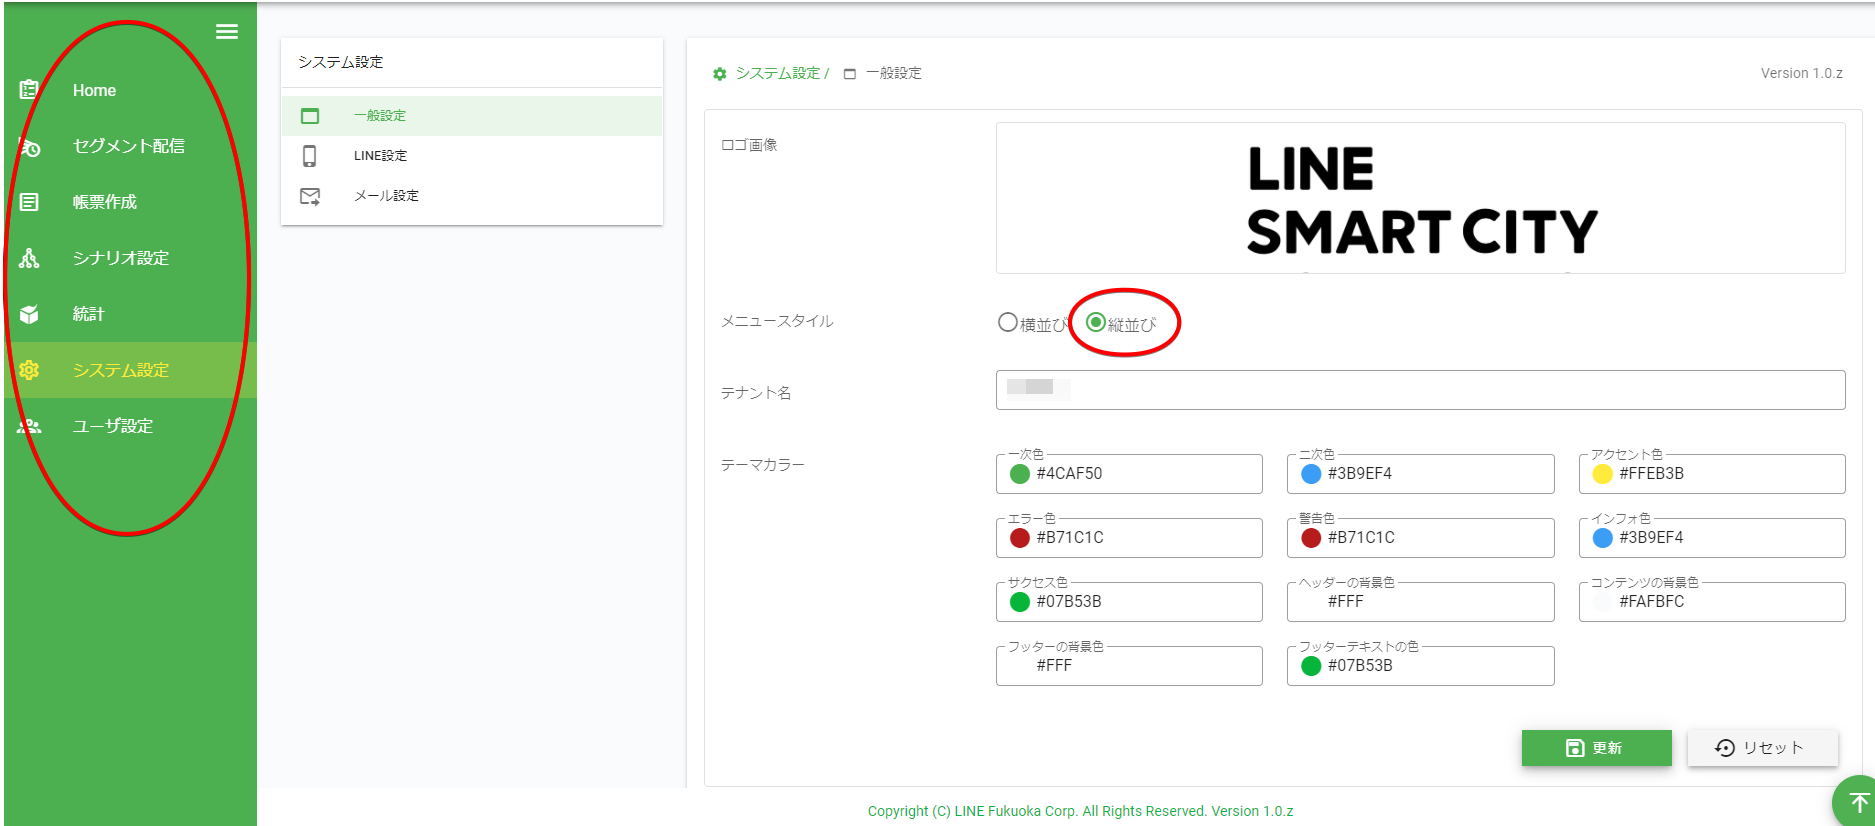 Home
セグメント配信
帳票作成
シナリオ設定
統計
システム設定
ユーザ設定
システム設定
一般設定
LINE設定
メール設定
システム設定 / 一般設定
Version 1.0.z
ロゴ画像
LINE
SMART CITY
メニュースタイル
横並び 縦並び
テナント名
テーマカラー
一次色
#4CAF50
二次色
#3B9EF4
アクセント色
#FFEB3B
エラー色
#B71C1C
警告色
#B71C1C
インフォ色
#3B9EF4
サクセス色
#07B53B
ヘッダーの背景色
#FFF
コンテンツの背景色
#FAFBFC
フッターの背景色
#FFF
フッターテキストの色
#07B53B
更新
リセット
Copyright (C) LINE Fukuoka Corp. All Rights Reserved. Version 1.0.z